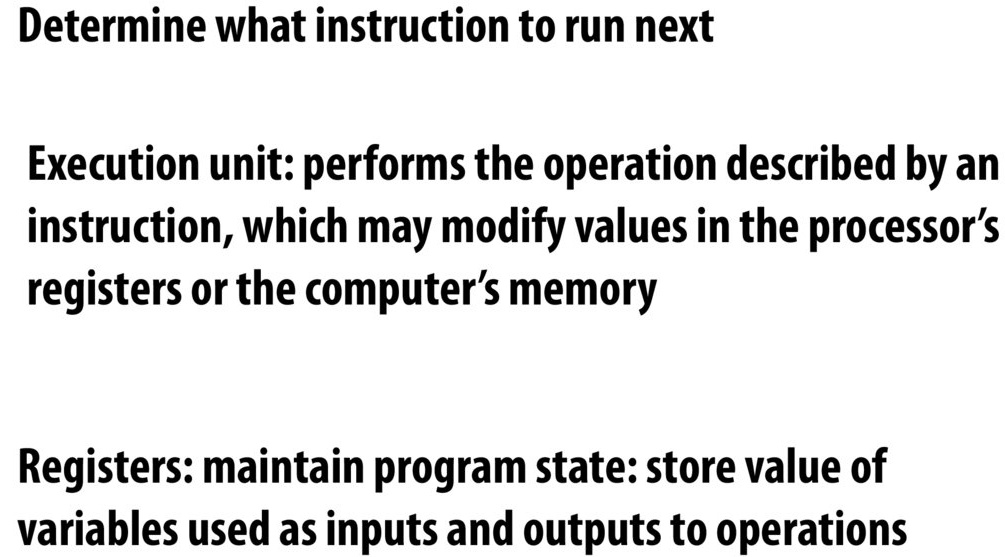 Determine what instruction to run next
Execution unit: performs the operation described by an
instruction, which may modify values in the processor’s
registers or the computer’s memory
Registers: maintain program state: store value of
variables used as inputs and outputs to operations